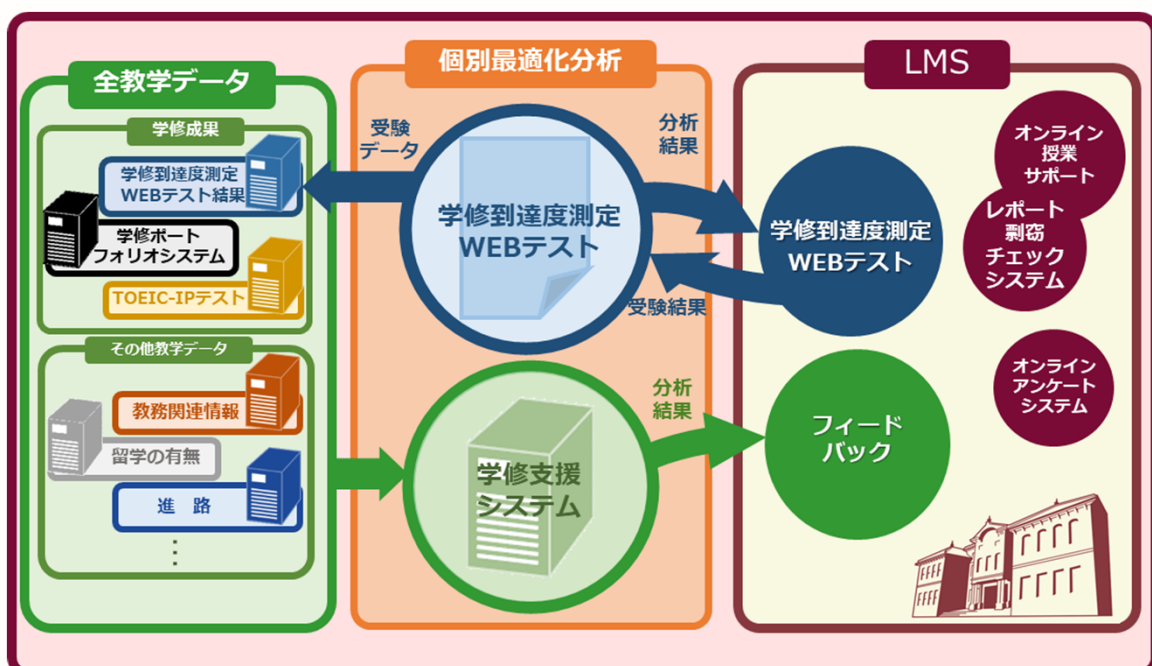 全教学データ
学修成果
学修到達度測定
WEBテスト結果
学修ポート
フォリオシステム
TOEIC-IPテスト
その他教学データ
教務関連情報
留学の有無
進 路
⋮
個別最適化分析
受験
データ
分析
結果
学修到達度測定
WEBテスト
受験結果
学修支援
システム
分析
結果
LMS
学修到達度測定
WEBテスト
フィード
バック
オンライン
授業
サポート
レポート
剽窃
チェック
システム
オンライン
アンケート
システム